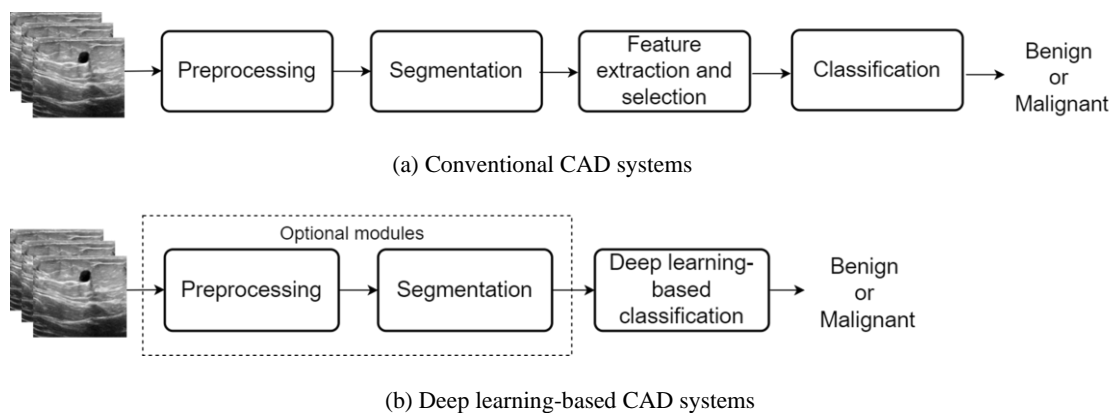 Preprocessing
Segmentation
Feature
extraction and
selection
Classification
Benign
or
Malignant
(a) Conventional CAD systems
Optional modules
Preprocessing
Segmentation
Deep learning-
based
classification
Benign
or
Malignant
(b) Deep learning-based CAD systems